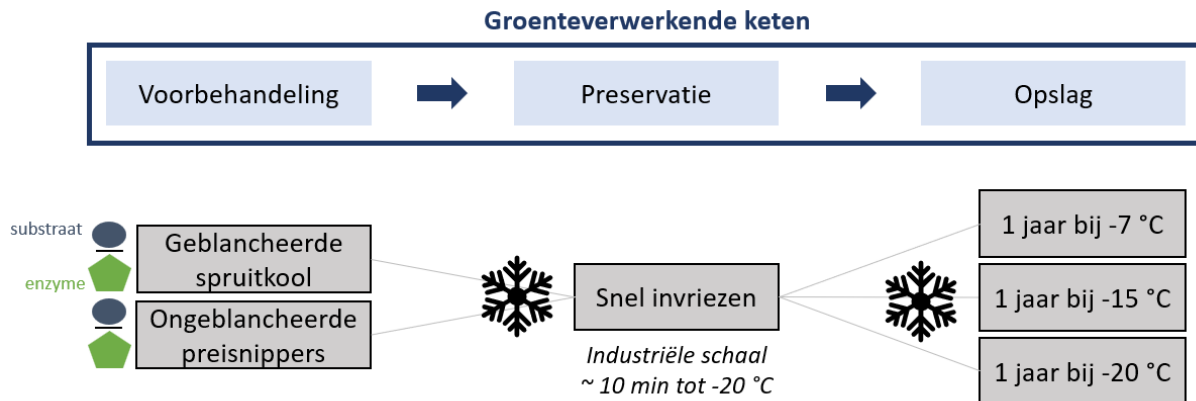 Groenteverwerkende keten
Voorbehandeling
Preservatie
Opslag
substraat
enzyme
Geblancheerde
spruitkool
Ongeblancheerde
preisnippers
Snel invriezen
Industriële schaal
~ 10 min tot -20 °C
1 jaar bij -7 °C
1 jaar bij -15 °C
1 jaar bij -20 °C